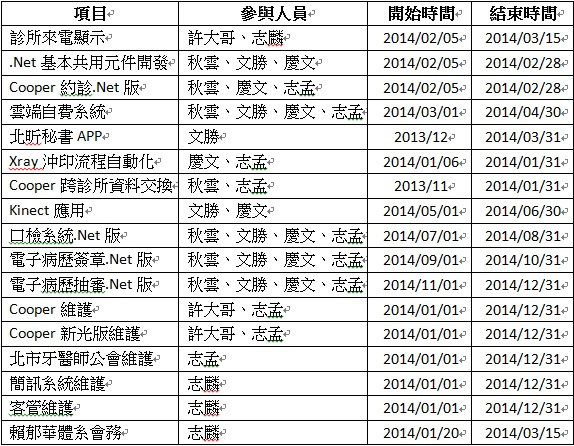 項目 參與人員 開始時間 結束時間
診所來電顯示 許大哥、志麟 2014/02/05 2014/03/15
.Net 基本共用元件開發 秋雲、文勝、慶文 2014/02/05 2014/02/28
Cooper 約診.Net 版 秋雲、慶文、志孟 2014/02/05 2014/02/28
雲端自費系統 秋雲、文勝、慶文、志孟 2014/03/01 2014/04/30
北昕秘書 APP 文勝 2013/12 2014/03/31
Xray 沖印流程自動化 慶文、志孟 2014/01/06 2014/01/31
Cooper 跨診所資料交換 秋雲、志孟 2013/11 2014/01/31
Kinect 應用 文勝、慶文 2014/05/01 2014/06/30
口檢系統.Net 版 秋雲、文勝、慶文、志孟 2014/07/01 2014/08/31
電子病歷簽章.Net 版 秋雲、文勝、慶文、志孟 2014/09/01 2014/10/31
電子病歷抽審.Net 版 秋雲、文勝、慶文、志孟 2014/11/01 2014/12/31
Cooper 維護 許大哥、志孟 2014/01/01 2014/12/31
Cooper 新光版維護 許大哥、志孟 2014/01/01 2014/12/31
北市牙醫師公會維護 志孟 2014/01/01 2014/12/31
簡訊系統維護 志麟 2014/01/01 2014/12/31
客管維護 志麟 2014/01/01 2014/12/31
賴郁華體系會務 志麟 2014/01/20 2014/03/15